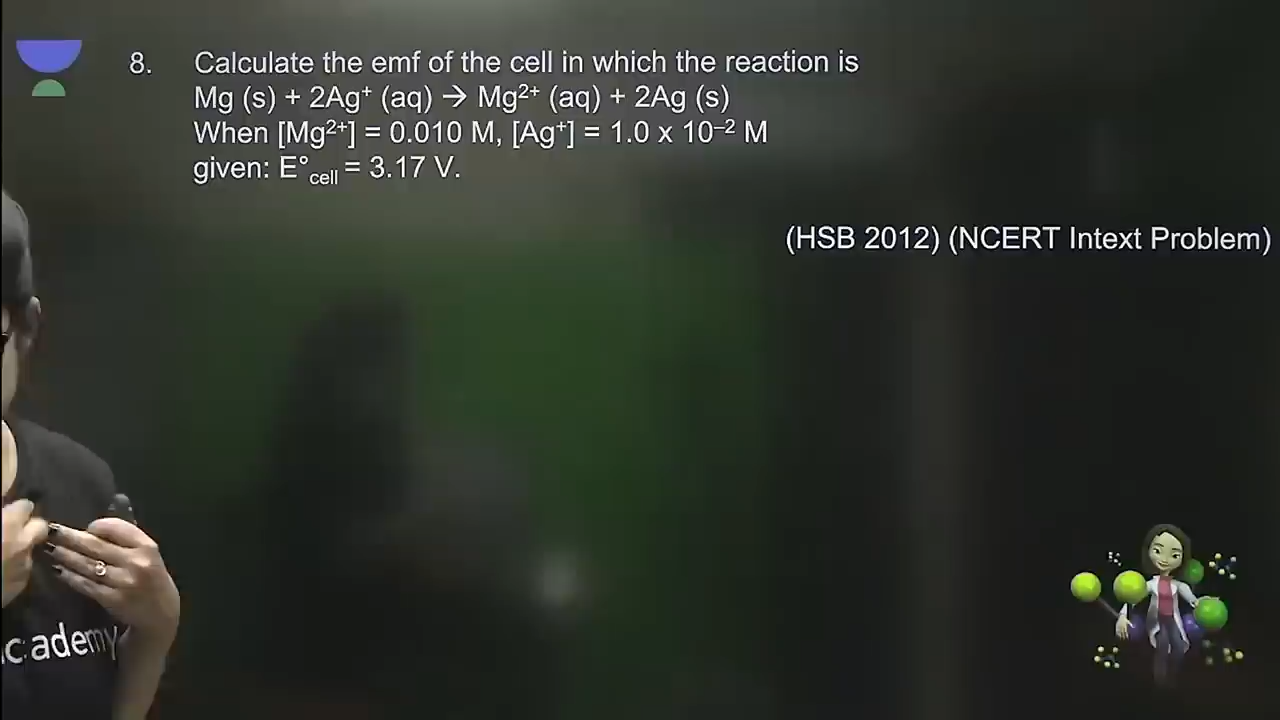 8. Calculate the emf of the cell in which the reaction is
Mg (s) + 2Ag⁺ (aq) → Mg²⁺ (aq) + 2Ag (s)
When [Mg²⁺] = 0.010 M, [Ag⁺] = 1.0 x 10⁻² M
given: E°cell = 3.17 V.
(HSB 2012) (NCERT Intext Problem)
cademy